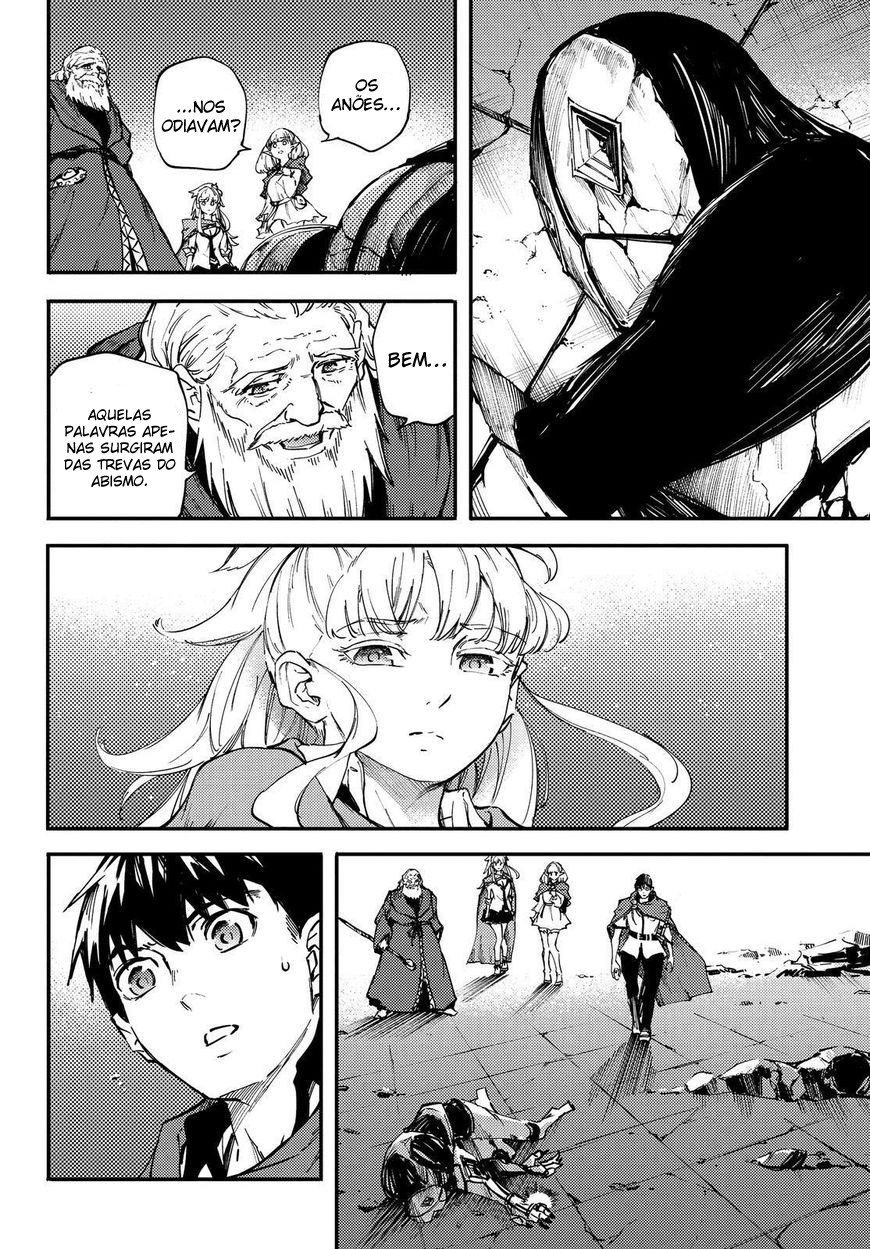 OS
ANÕES...
...NOS
ODIAVAM?
BEM...
AQUELAS
PALAVRAS APE-
NAS SURGIRAM
DAS TREVAS DO
ABISMO.